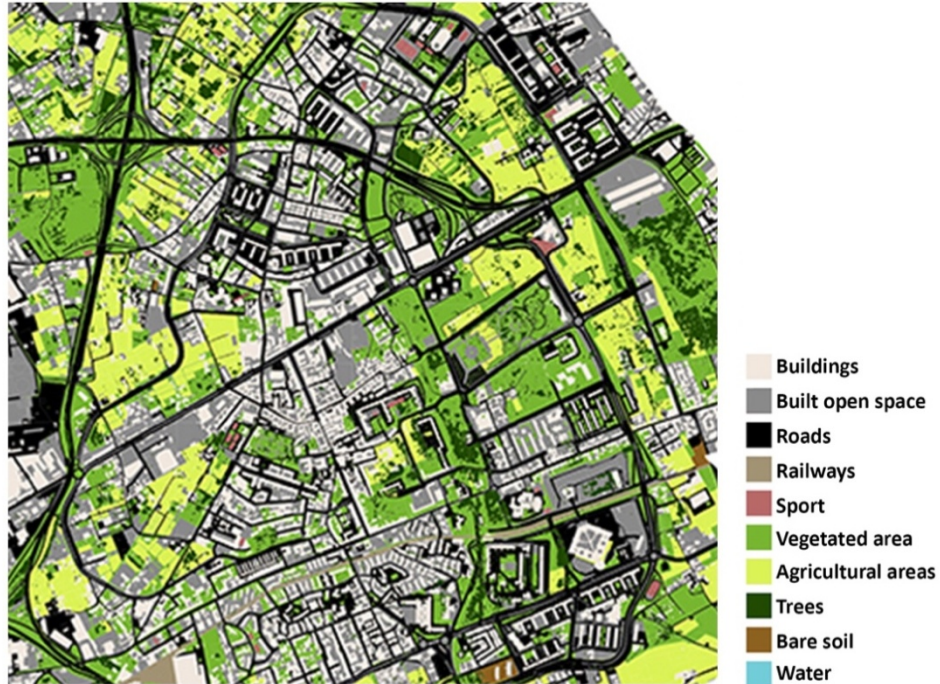 Buildings
Built open space
Roads
Railways
Sport
Vegetated area
Agricultural areas
Trees
Bare soil
Water